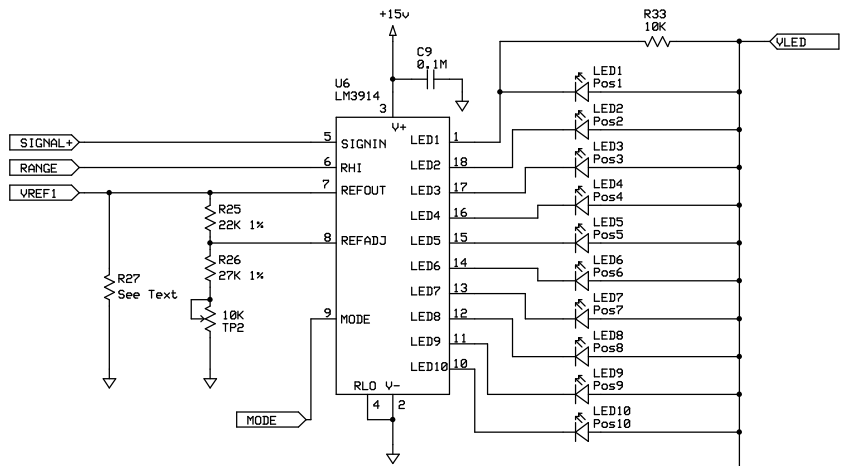 +15v
R33
10K
VLED
C9
0.1M
U6
LM3914
3
V+
LED1
Pos1
LED2
Pos2
LED3
Pos3
LED4
Pos4
LED5
Pos5
LED6
Pos6
LED7
Pos7
LED8
Pos8
LED9
Pos9
LED10
Pos10
SIGNAL+
5
SIGNIN
LED1
1
RANGE
6
RHI
LED2
18
VREF1
7
REFOUT
LED3
17
R25
22K 1%
LED4
16
8
REFADJ
LED5
15
R26
27K 1%
LED6
14
R27
See Text
LED7
13
10K
TP2
9
MODE
LED8
12
LED9
11
LED10
10
RLO V-
4
2
MODE